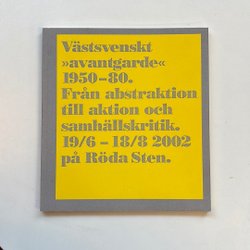 Västsvenskt
»avantgarde«
1950–80.
Från abstraktion
till aktion och
samhällskritik.
19/6 – 18/8 2002
på Röda Sten.